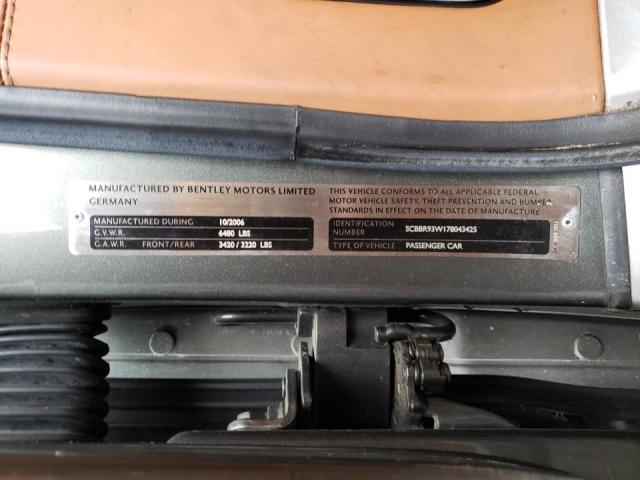 MANUFACTURED BY BENTLEY MOTORS LIMITED
GERMANY
MANUFACTURED DURING 10/2006
G.V.W.R. 6480 LBS
G.A.W.R. FRONT/REAR 3420 / 3220 LBS
THIS VEHICLE CONFORMS TO ALL APPLICABLE FEDERAL
MOTOR VEHICLE SAFETY, THEFT PREVENTION AND BUMPER
STANDARDS IN EFFECT ON THE DATE OF MANUFACTURE
IDENTIFICATION NUMBER SCBBR93W178043425
TYPE OF VEHICLE PASSENGER CAR